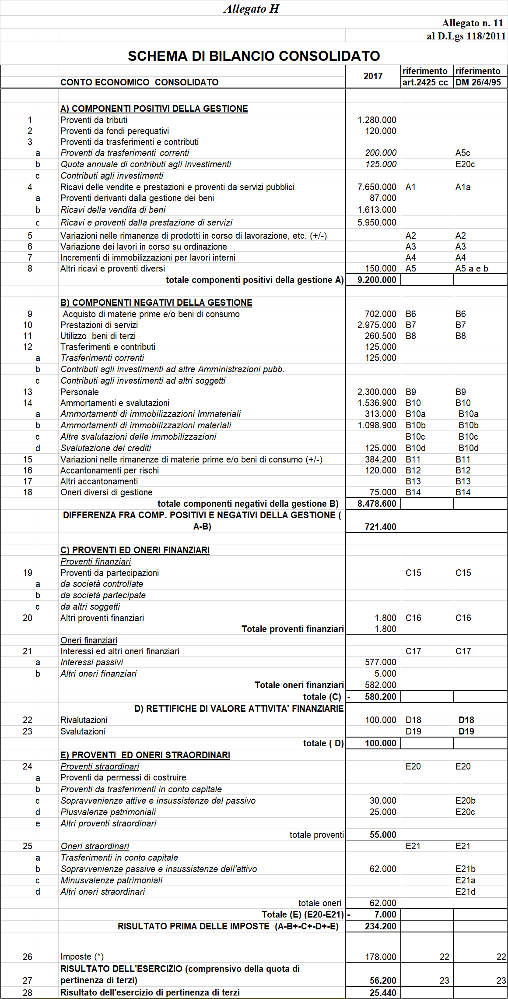 Allegato H
Allegato n. 11
al D.Lgs 118/2011
SCHEMA DI BILANCIO CONSOLIDATO
CONTO ECONOMICO CONSOLIDATO 2017 riferimento art.2425 cc riferimento DM 26/4/95
A) COMPONENTI POSITIVI DELLA GESTIONE
1 Proventi da tributi 1.280.000
2 Proventi da fondi perequativi 120.000
3 Proventi da trasferimenti e contributi
a Proventi da trasferimenti correnti 200.000 A5c
b Quota annuale di contributi agli investimenti 125.000 E20c
c Contributi agli investimenti
4 Ricavi delle vendite e prestazioni e proventi da servizi pubblici 7.650.000 A1 A1a
a Proventi derivanti dalla gestione dei beni 87.000
b Ricavi della vendita di beni 1.613.000
c Ricavi e proventi dalla prestazione di servizi 5.950.000
5 Variazioni nelle rimanenze di prodotti in corso di lavorazione, etc. (+/-) A2 A2
6 Variazione dei lavori in corso su ordinazione A3 A3
7 Incrementi di immobilizzazioni per lavori interni A4 A4
8 Altri ricavi e proventi diversi 150.000 A5 A5 a e b
totale componenti positivi della gestione A) 9.200.000
B) COMPONENTI NEGATIVI DELLA GESTIONE
9 Acquisto di materie prime e/o beni di consumo 702.000 B6 B6
10 Prestazioni di servizi 2.975.000 B7 B7
11 Utilizzo beni di terzi 260.500 B8 B8
12 Trasferimenti e contributi 125.000
a Trasferimenti correnti 125.000
b Contributi agli investimenti ad altre Amministrazioni pubb.
c Contributi agli investimenti ad altri soggetti
13 Personale 2.300.000 B9 B9
14 Ammortamenti e svalutazioni 1.536.900 B10 B10
a Ammortamenti di immobilizzazioni Immateriali 313.000 B10a B10a
b Ammortamenti di immobilizzazioni materiali 1.098.900 B10b B10b
c Altre svalutazioni delle immobilizzazioni B10c B10c
d Svalutazione dei crediti 125.000 B10d B10d
15 Variazioni nelle rimanenze di materie prime e/o beni di consumo (+/-) 384.200 B11 B11
16 Accantonamenti per rischi 120.000 B12 B12
17 Altri accantonamenti B13 B13
18 Oneri diversi di gestione 75.000 B14 B14
totale componenti negativi della gestione B) 8.478.600
DIFFERENZA FRA COMP. POSITIVI E NEGATIVI DELLA GESTIONE (
A-B) 721.400
C) PROVENTI ED ONERI FINANZIARI
Proventi finanziari
19 Proventi da partecipazioni C15 C15
a da società controllate
b da società partecipate
c da altri soggetti
20 Altri proventi finanziari 1.800 C16 C16
Totale proventi finanziari 1.800
Oneri finanziari
21 Interessi ed altri oneri finanziari C17 C17
a Interessi passivi 577.000
b Altri oneri finanziari 5.000
Totale oneri finanziari 582.000
totale (C) - 580.200
D) RETTIFICHE DI VALORE ATTIVITA' FINANZIARIE
22 Rivalutazioni 100.000 D18 D18
23 Svalutazioni D19 D19
totale ( D) 100.000
E) PROVENTI ED ONERI STRAORDINARI
24 Proventi straordinari E20 E20
a Proventi da permessi di costruire
b Proventi da trasferimenti in conto capitale
c Sopravvenienze attive e insussistenze del passivo 30.000 E20b
d Plusvalenze patrimoniali 25.000 E20c
e Altri proventi straordinari
totale proventi 55.000
25 Oneri straordinari E21 E21
a Trasferimenti in conto capitale
b Sopravvenienze passive e insussistenze dell'attivo 62.000 E21b
c Minusvalenze patrimoniali E21a
d Altri oneri straordinari E21d
totale oneri 62.000
Totale (E) (E20-E21) - 7.000
RISULTATO PRIMA DELLE IMPOSTE (A-B+-C+-D+-E) 234.200
26 Imposte (*) 178.000 22 22
RISULTATO DELL'ESERCIZIO (comprensivo della quota di
27 pertinenza di terzi) 56.200 23 23
28 Risultato dell'esercizio di pertinenza di terzi 25.440